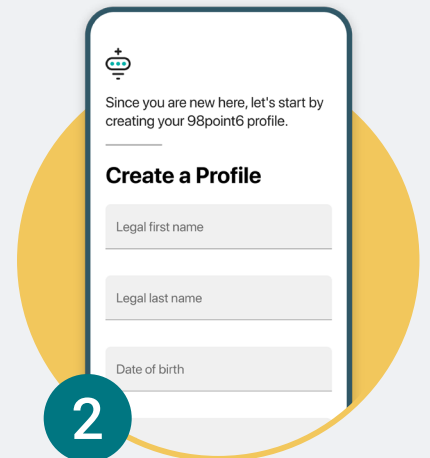 Since you are new here, let's start by
creating your 98point6 profile.
Create a Profile
Legal first name
Legal last name
Date of birth
2